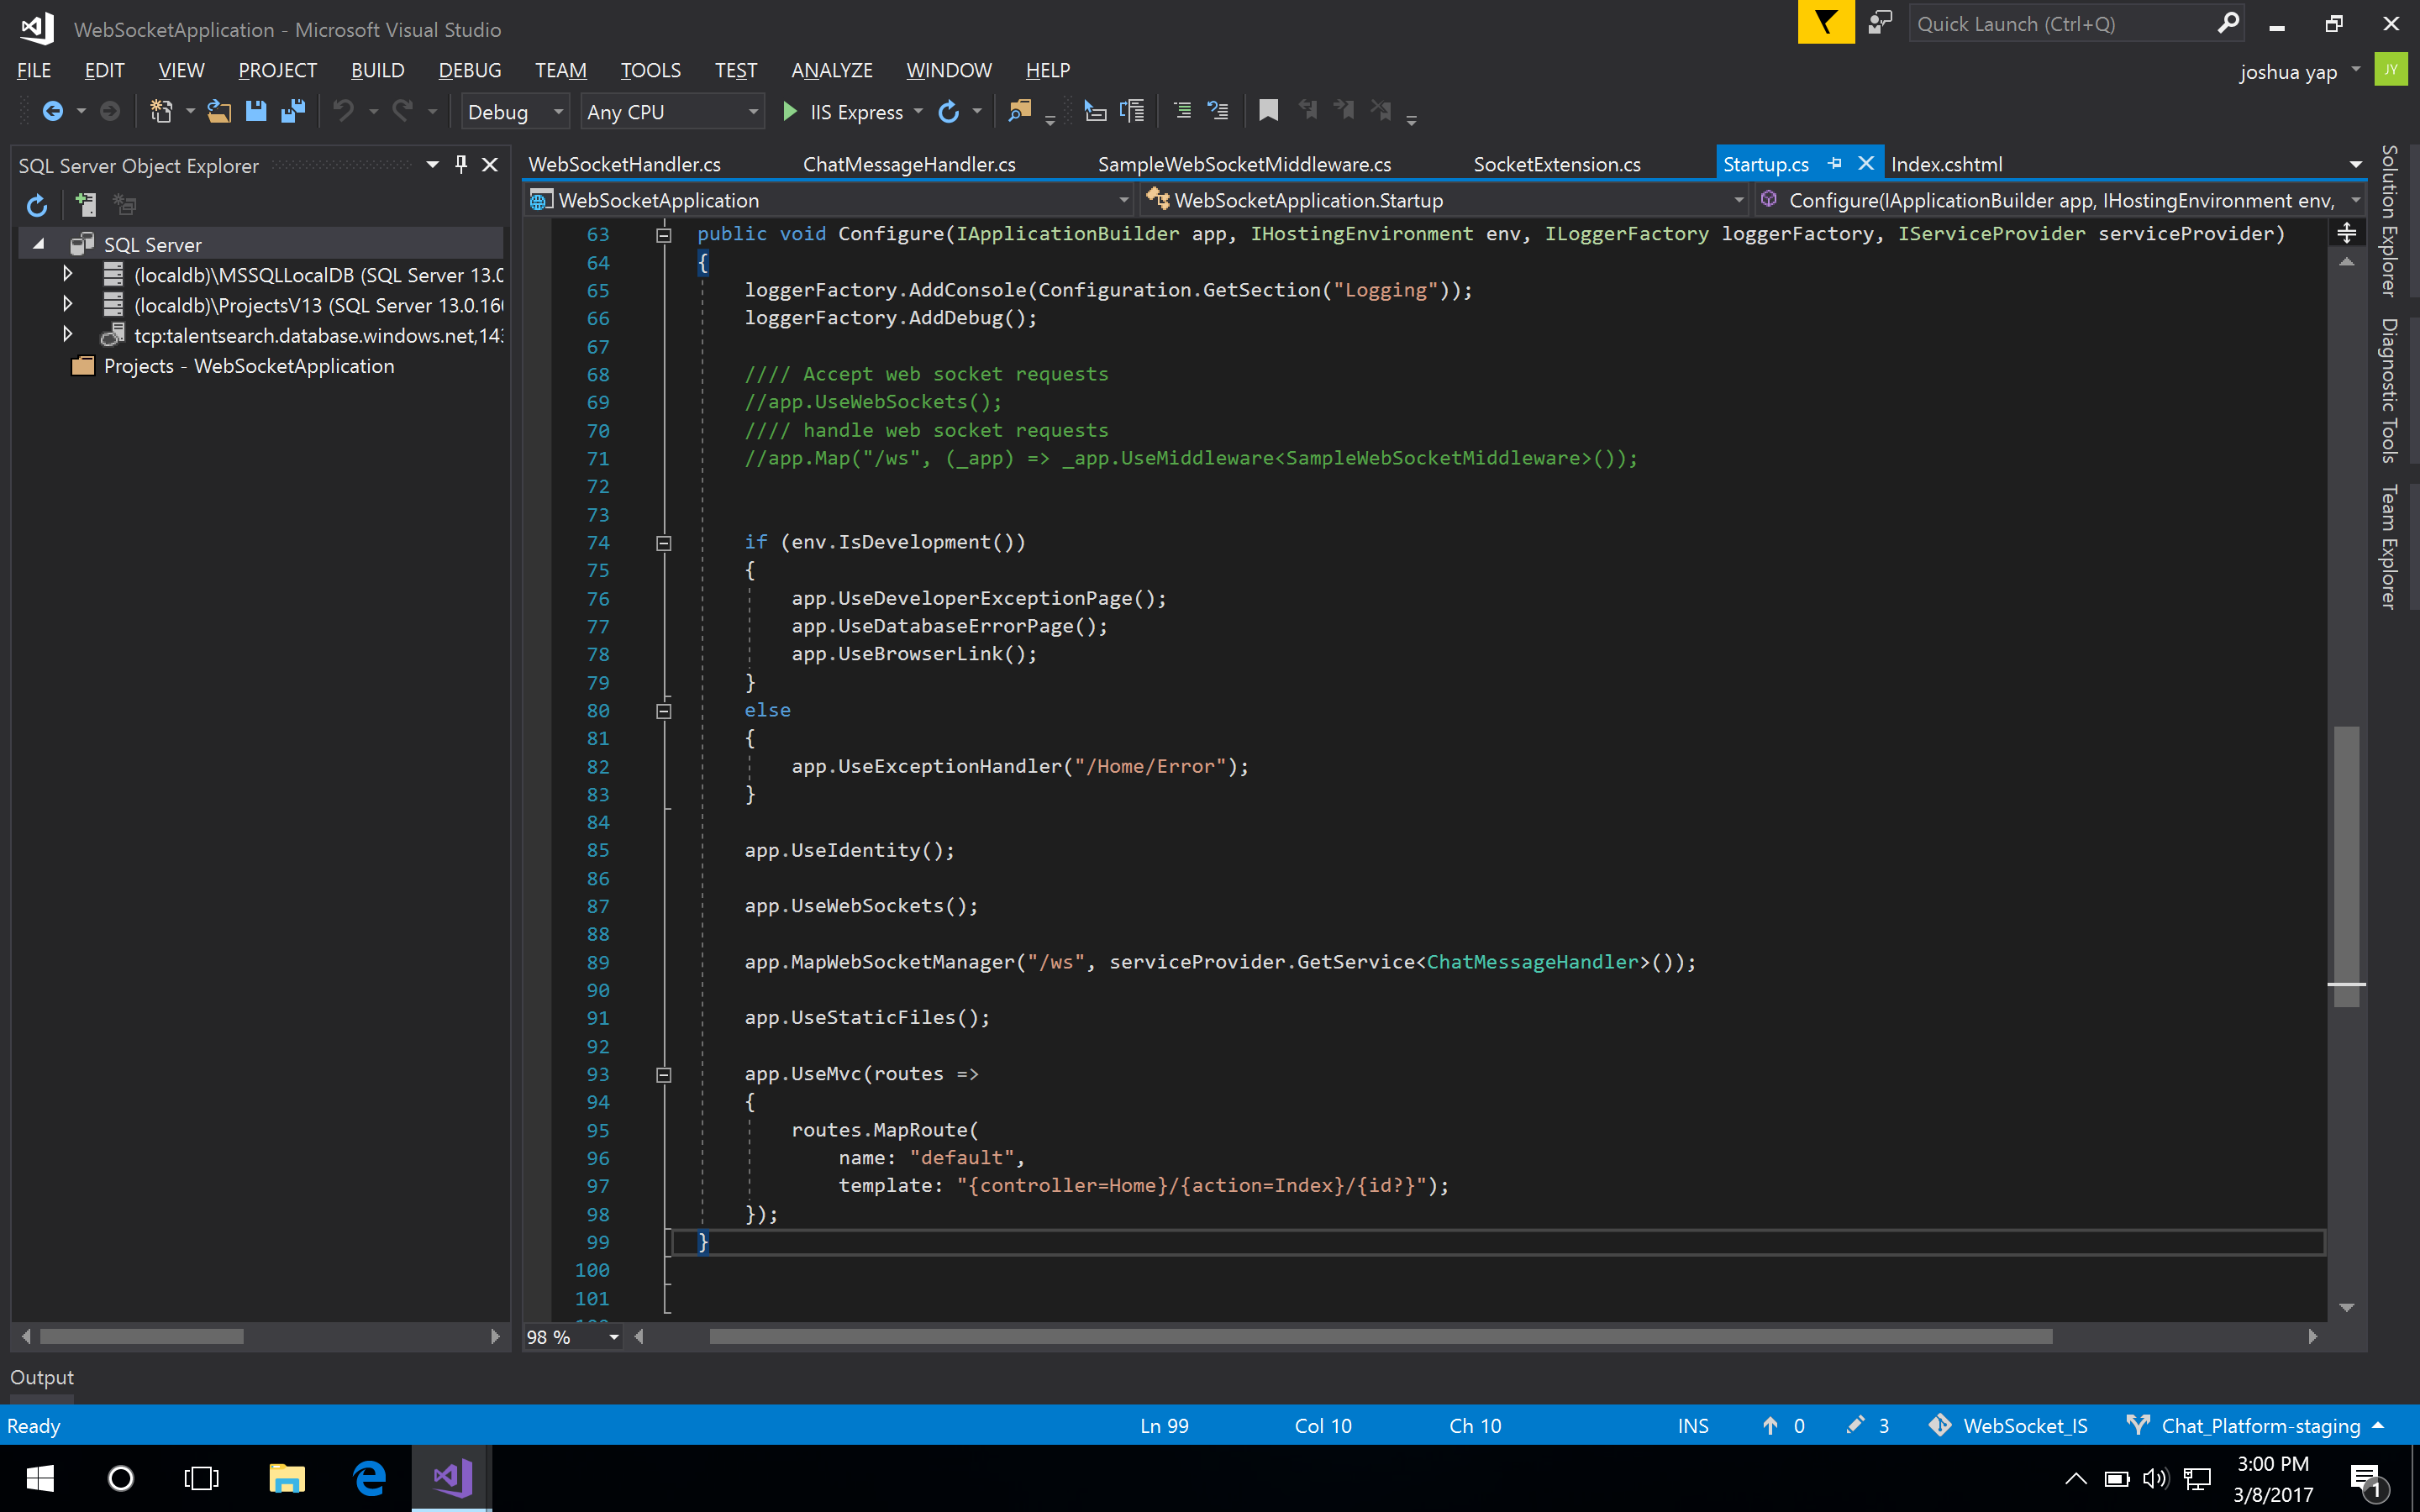 WebSocketApplication - Microsoft Visual Studio
Quick Launch (Ctrl+Q)
FILE EDIT VIEW PROJECT BUILD DEBUG TEAM TOOLS TEST ANALYZE WINDOW HELP
joshua yap JY
Debug Any CPU IIS Express
SQL Server Object Explorer
SQL Server
(localdb)\MSSQLLocalDB (SQL Server 13.0
(localdb)\ProjectsV13 (SQL Server 13.0.16
tcp:talentsearch.database.windows.net,14
Projects - WebSocketApplication
WebSocketHandler.cs ChatMessageHandler.cs SampleWebSocketMiddleware.cs SocketExtension.cs Startup.cs Index.cshtml
WebSocketApplication WebSocketApplication.Startup Configure(IApplicationBuilder app, IHostingEnvironment env,
63 public void Configure(IApplicationBuilder app, IHostingEnvironment env, ILoggerFactory loggerFactory, IServiceProvider serviceProvider)
64 {
65 loggerFactory.AddConsole(Configuration.GetSection("Logging"));
66 loggerFactory.AddDebug();
67
68 //// Accept web socket requests
69 //app.UseWebSockets();
70 //// handle web socket requests
71 //app.Map("/ws", (_app) => _app.UseMiddleware<SampleWebSocketMiddleware>());
72
73
74 if (env.IsDevelopment())
75 {
76 app.UseDeveloperExceptionPage();
77 app.UseDatabaseErrorPage();
78 app.UseBrowserLink();
79 }
80 else
81 {
82 app.UseExceptionHandler("/Home/Error");
83 }
84
85 app.UseIdentity();
86
87 app.UseWebSockets();
88
89 app.MapWebSocketManager("/ws", serviceProvider.GetService<ChatMessageHandler>());
90
91 app.UseStaticFiles();
92
93 app.UseMvc(routes =>
94 {
95 routes.MapRoute(
96 name: "default",
97 template: "{controller=Home}/{action=Index}/{id?}");
98 });
99 }
100
101
98 %
Solution Explorer
Diagnostic Tools
Team Explorer
Output
Ready Ln 99 Col 10 Ch 10 INS 0 3 WebSocket_IS Chat_Platform-staging
3:00 PM
3/8/2017
1